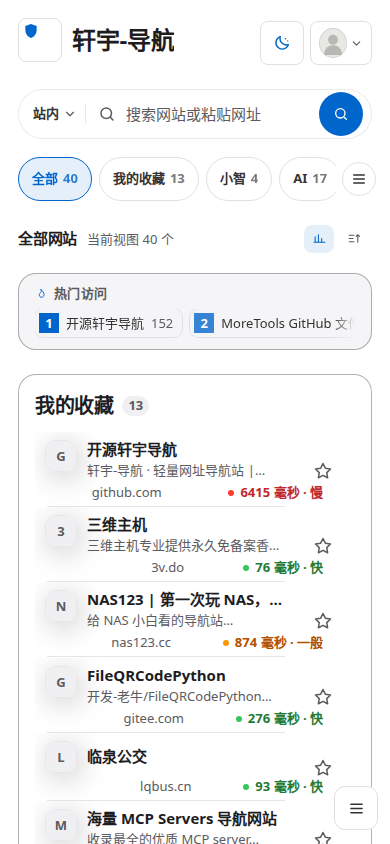 轩宇-导航
站内
搜索网站或粘贴网址
全部 40
我的收藏 13
小智 4
AI 17
全部网站 当前视图 40 个
热门访问
1 开源轩宇导航 152
2 MoreTools GitHub 文
我的收藏 13
G 开源轩宇导航
轩宇-导航 · 轻量网址导航站 |...
github.com 6415 毫秒 · 慢
3 三维主机
三维主机专业提供永久免备案香...
3v.do 76 毫秒 · 快
N NAS123 | 第一次玩 NAS，...
给 NAS 小白看的导航站...
nas123.cc 874 毫秒 · 一般
G FileQRCodePython
开发-老牛/FileQRCodePython...
gitee.com 276 毫秒 · 快
L 临泉公交
lqbus.cn 93 毫秒 · 快
M 海量 MCP Servers 导航网站
收录最全的优质 MCP server...